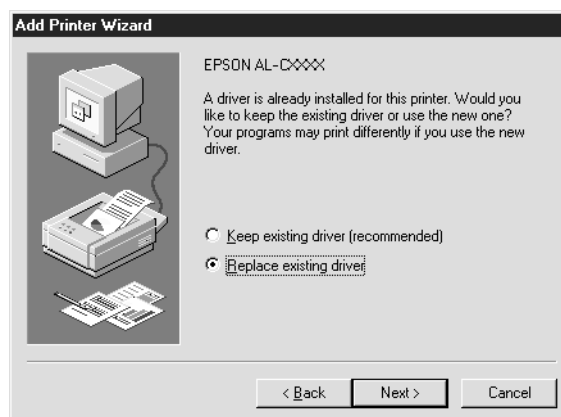 Add Printer Wizard
EPSON AL-CXXXX
A driver is already installed for this printer. Would you
like to keep the existing driver or use the new one?
Your programs may print differently if you use the new
driver.
Keep existing driver (recommended)
Replace existing driver
< Back Next > Cancel